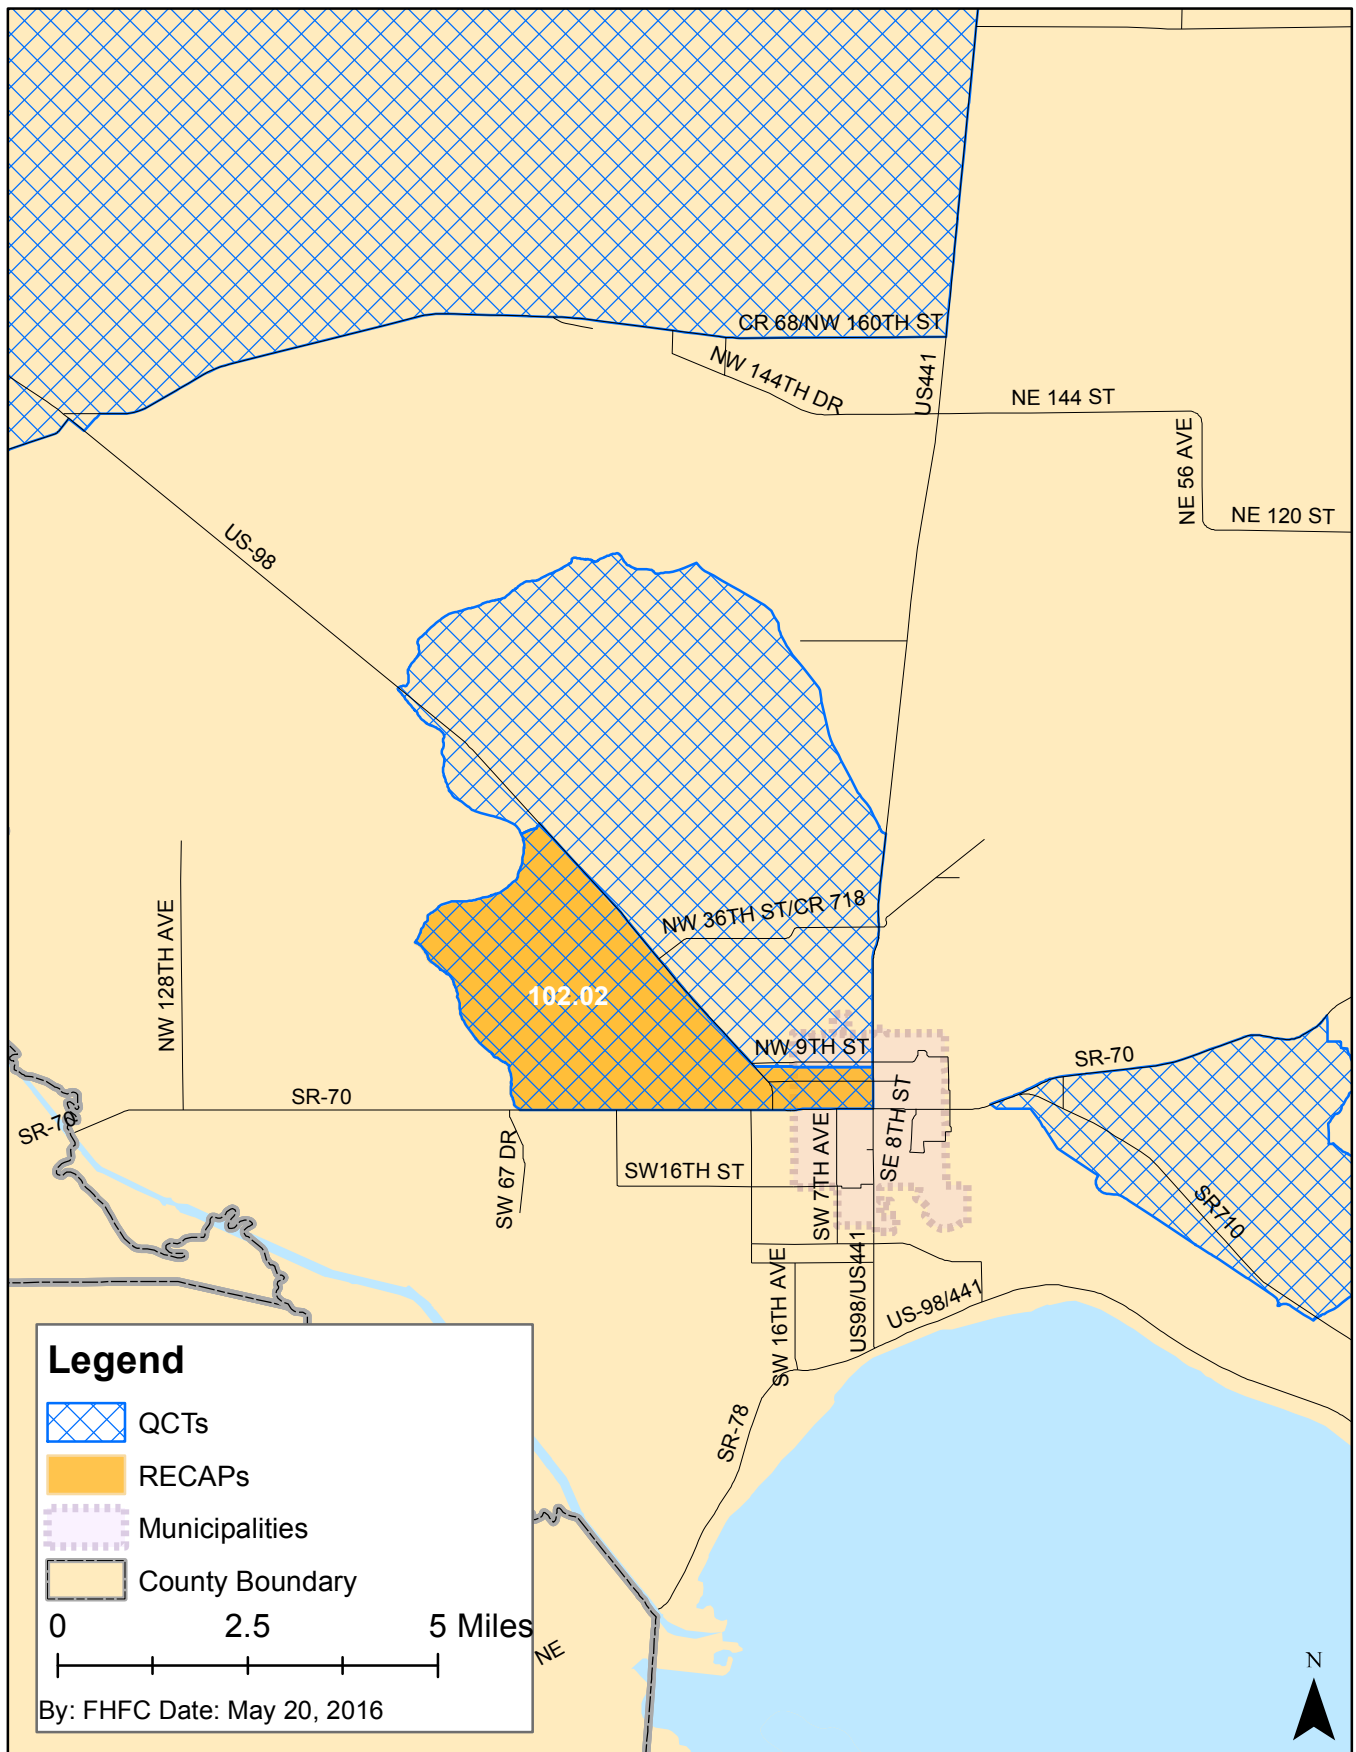 CR 68/NW 160TH ST
NW 144TH DR
US441
NE 144 ST
NE 56 AVE
NE 120 ST
US-98
NW 36TH ST/CR 718
NW 128TH AVE
102.02
NW 9TH ST
SR-70
SR-70
SR-70
SE 8TH ST
SW 7TH AVE
SW 67 DR
SW16TH ST
SR710
SW 16TH AVE
US98/US441
US-98/441
SR-78
Legend
QCTs
RECAPs
Municipalities
County Boundary
0 2.5 5 Miles
NE
By: FHFC Date: May 20, 2016
N